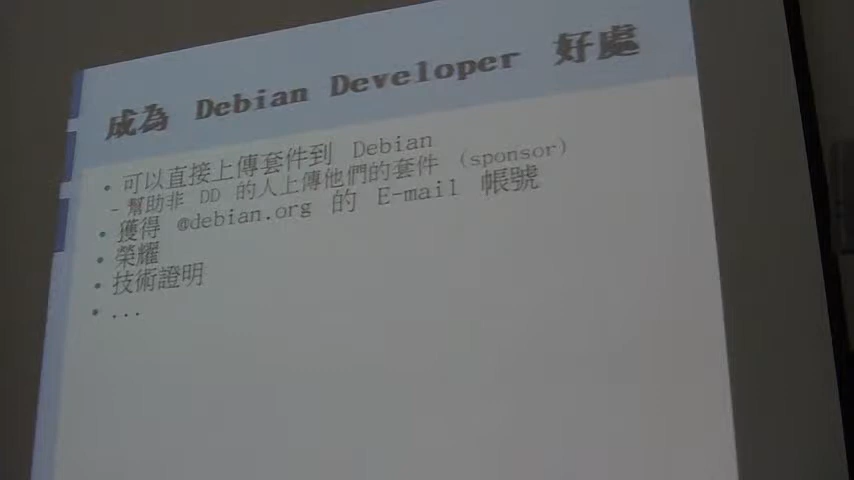 成為 Debian Developer 好處
• 可以直接上傳套件到 Debian
- 幫助非 DD 的人上傳他們的套件 (sponsor)
• 獲得 @debian.org 的 E-mail 帳號
• 榮耀
• 技術證明
• ...